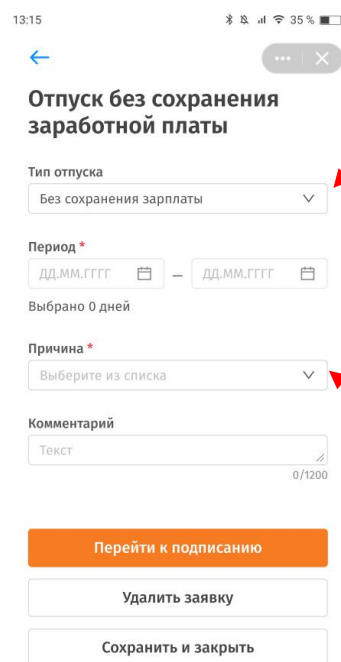 13:15 35 %
Отпуск без сохранения
заработной платы
Тип отпуска
Без сохранения зарплаты
Период *
ДД.ММ.ГГГГ – ДД.ММ.ГГГГ
Выбрано 0 дней
Причина *
Выберите из списка
Комментарий
Текст
0/1200
Перейти к подписанию
Удалить заявку
Сохранить и закрыть